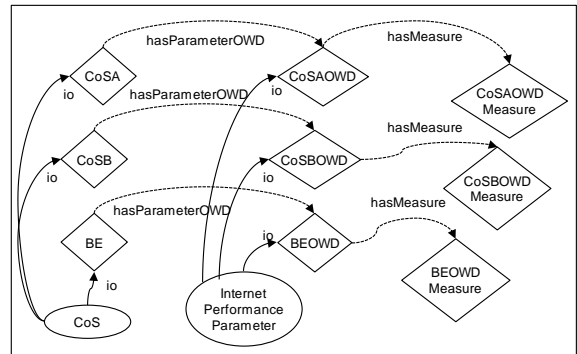 hasParameterOWD
hasMeasure
CoSA
io
CoSAOWD
io
CoSAOWD
Measure
hasParameterOWD
hasMeasure
CoSB
io
CoSBOWD
io
CoSBOWD
Measure
hasParameterOWD
hasMeasure
BE
io
BEOWD
io
BEOWD
Measure
CoS
Internet
Performance
Parameter